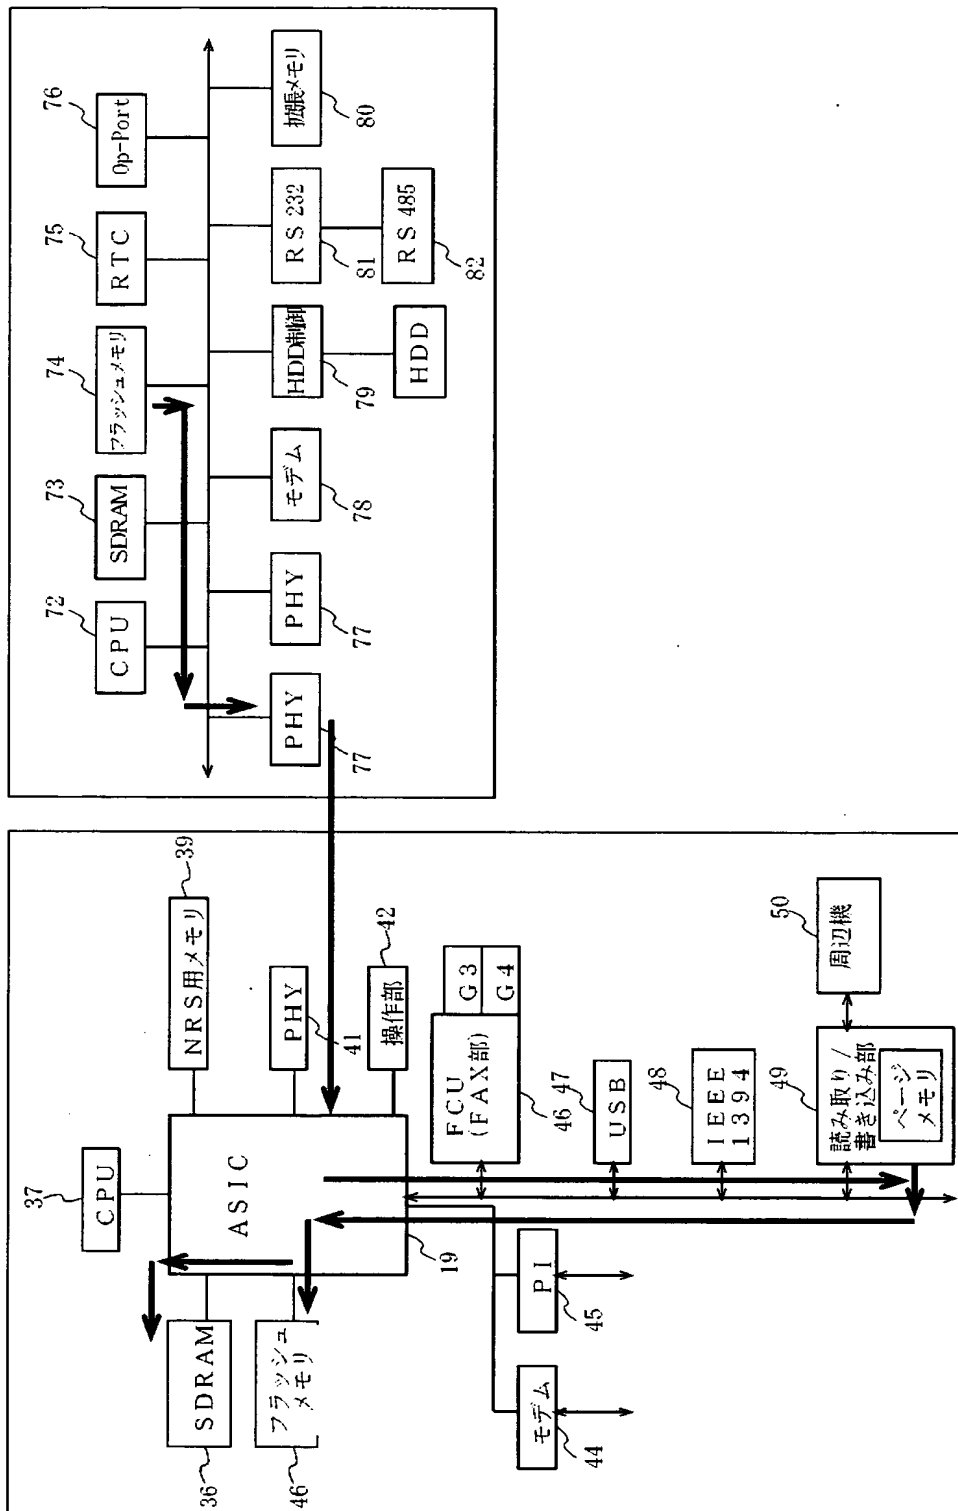 37
CPU
39
NRS用メモリ
36
SDRAM
ASIC
PHY
41
フラッシュ
メモリ
46
操作部
42
19
モデム
44
PI
45
FCU
(FAX部)
G3
G4
46
USB
47
IEEE
1394
48
読み取り/
書き込み部
ページ
メモリ
49
周辺機
50
72
CPU
73
SDRAM
74
フラッシュメモリ
75
RTC
76
Op-Port
PHY
77
PHY
77
モデム
78
HDD制御
79
HDD
RS232
81
RS485
82
拡張メモリ
80